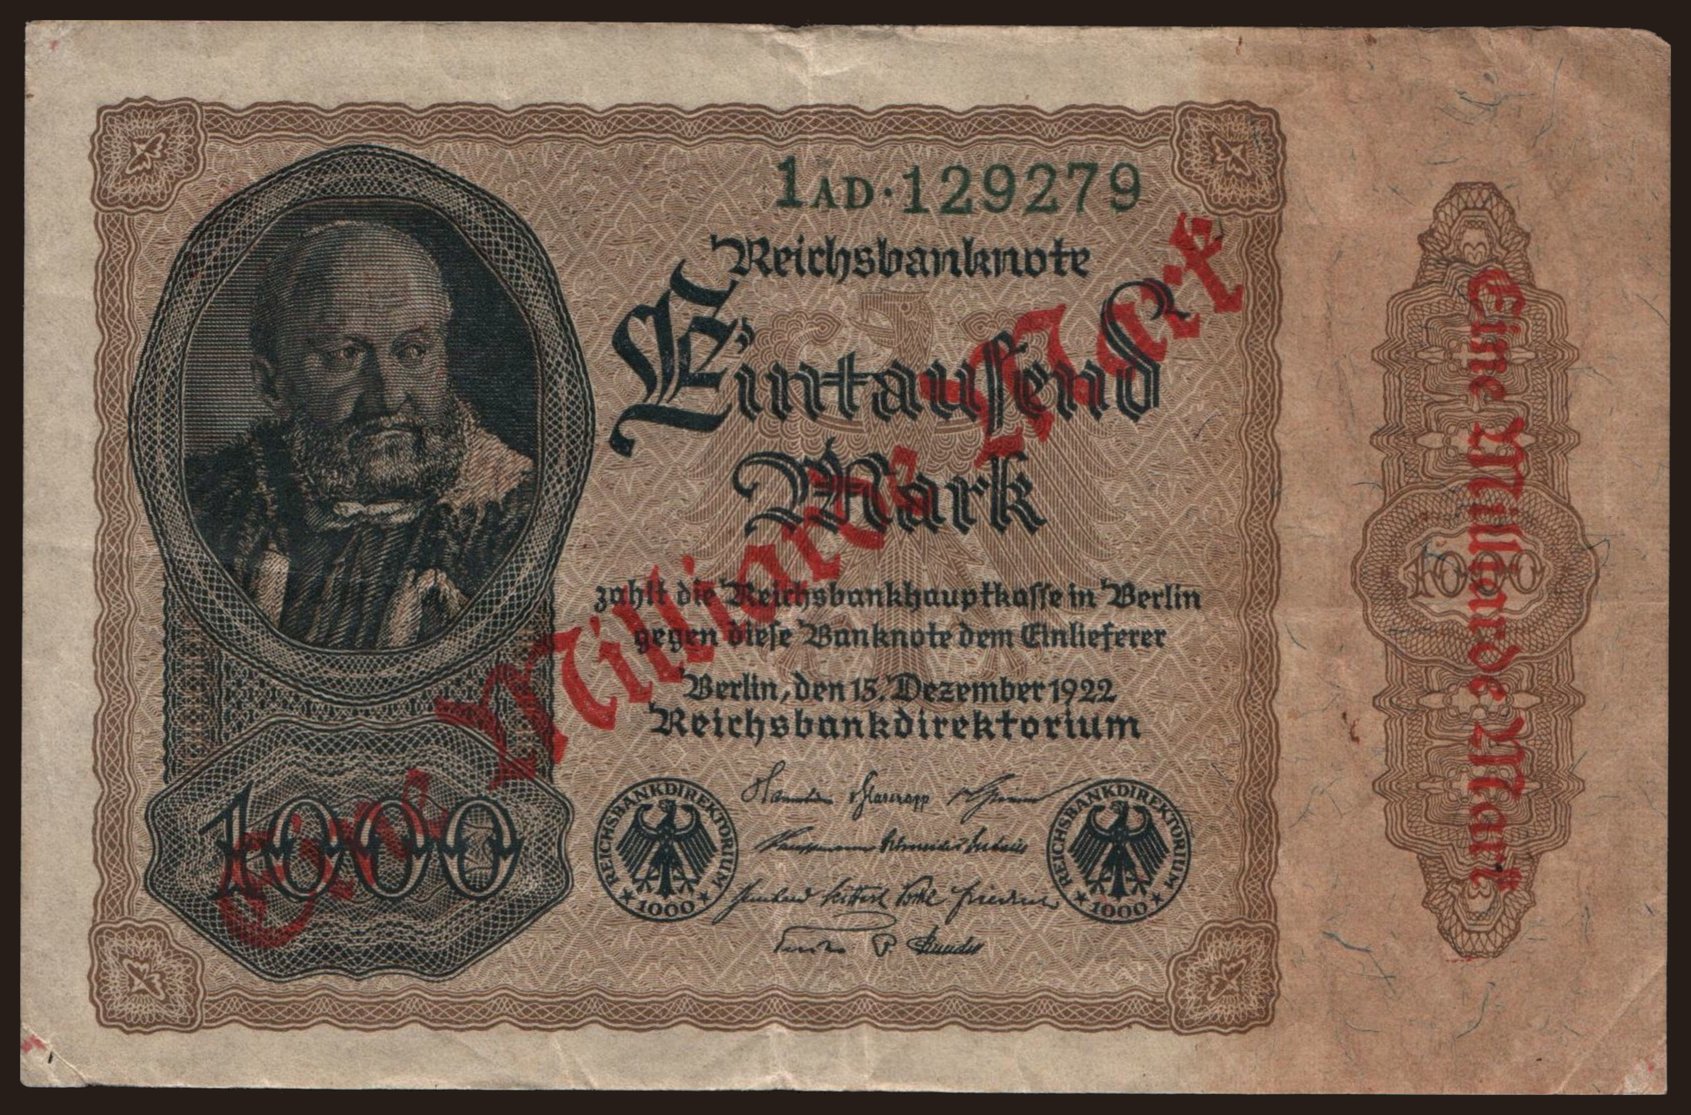 1AD·129279
Reichsbanknote
Eintausend
Mark
zahlt die Reichsbankhauptkasse in Berlin
gegen diese Banknote dem Einlieferer
Berlin, den 15. Dezember 1922
Reichsbankdirektorium
Eine Milliarde Mark
1000
REICHSBANKDIREKTORIUM
★1000★
REICHSBANKDIREKTORIUM
★1000★
Eine Milliarde Mark
1000